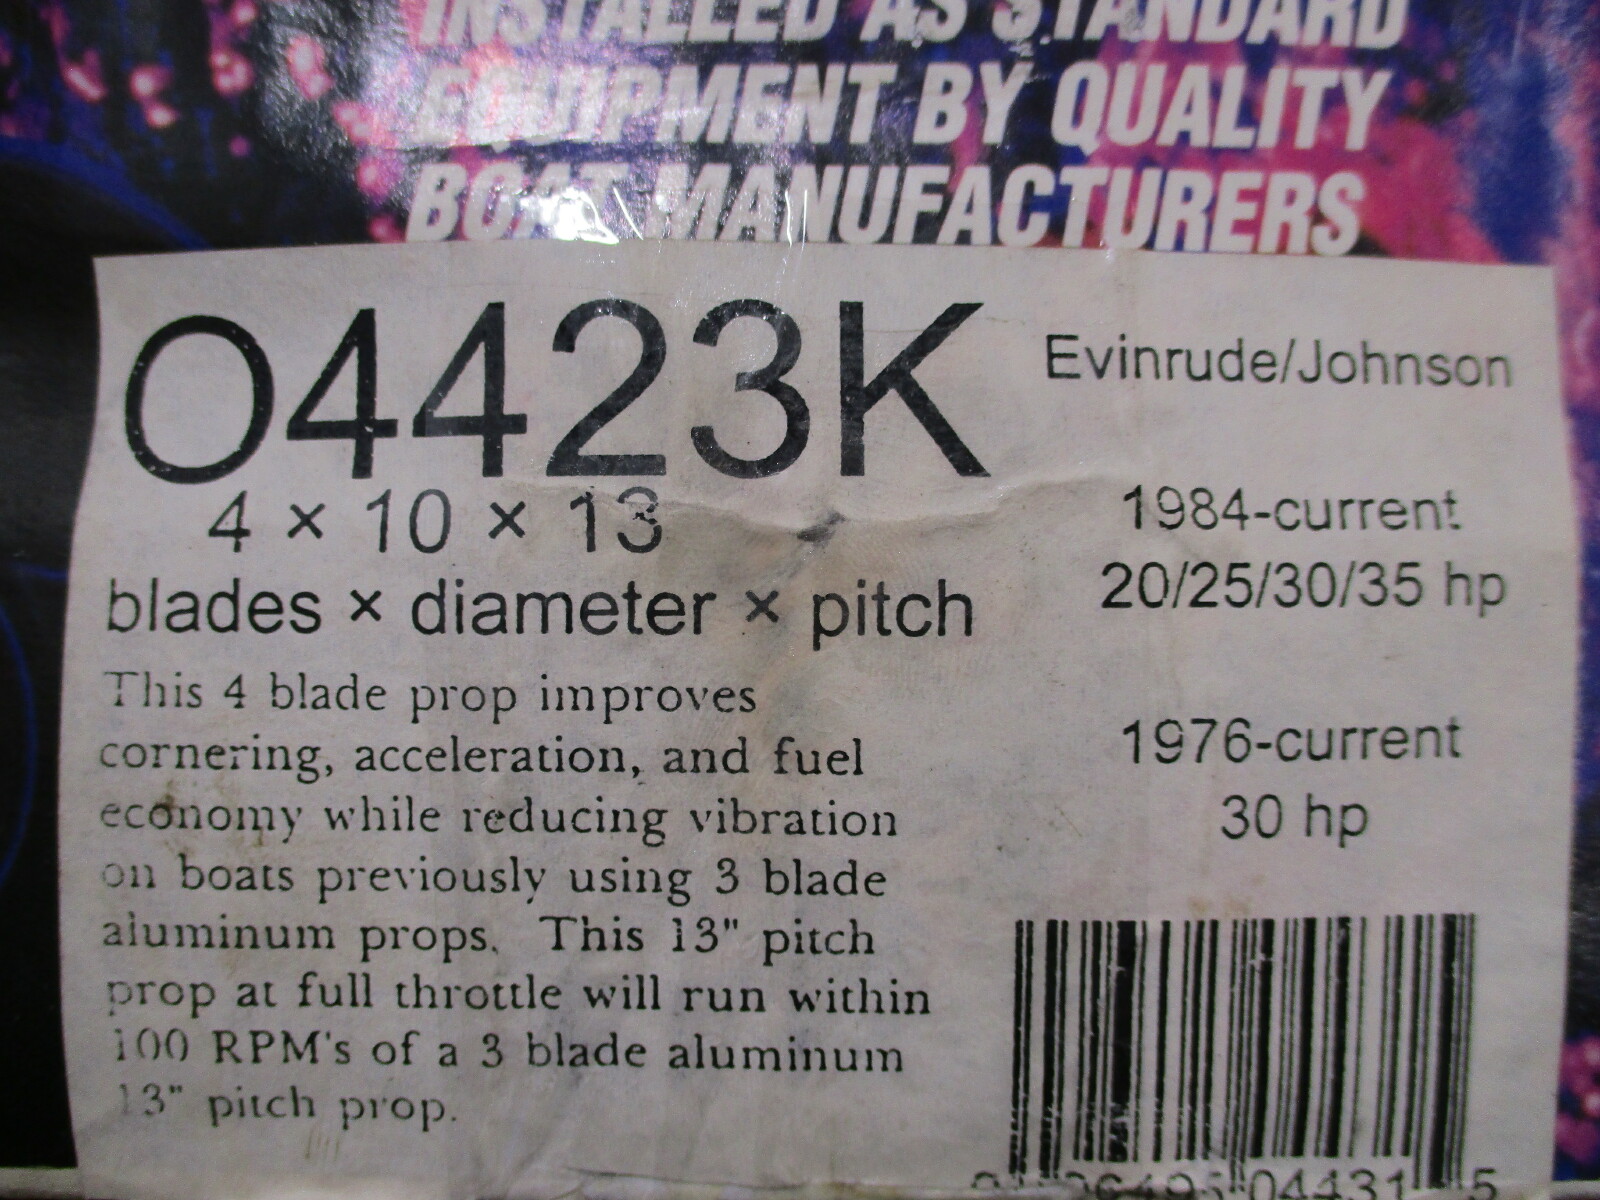 INSTALLED AS STANDARD
EQUIPMENT BY QUALITY
BOAT MANUFACTURERS
O4423K
4 × 10 × 13
blades × diameter × pitch
This 4 blade prop improves
cornering, acceleration, and fuel
economy while reducing vibration
on boats previously using 3 blade
aluminum props. This 13" pitch
prop at full throttle will run within
100 RPM's of a 3 blade aluminum
13" pitch prop.
Evinrude/Johnson
1984-current
20/25/30/35 hp
1976-current
30 hp
04431 5